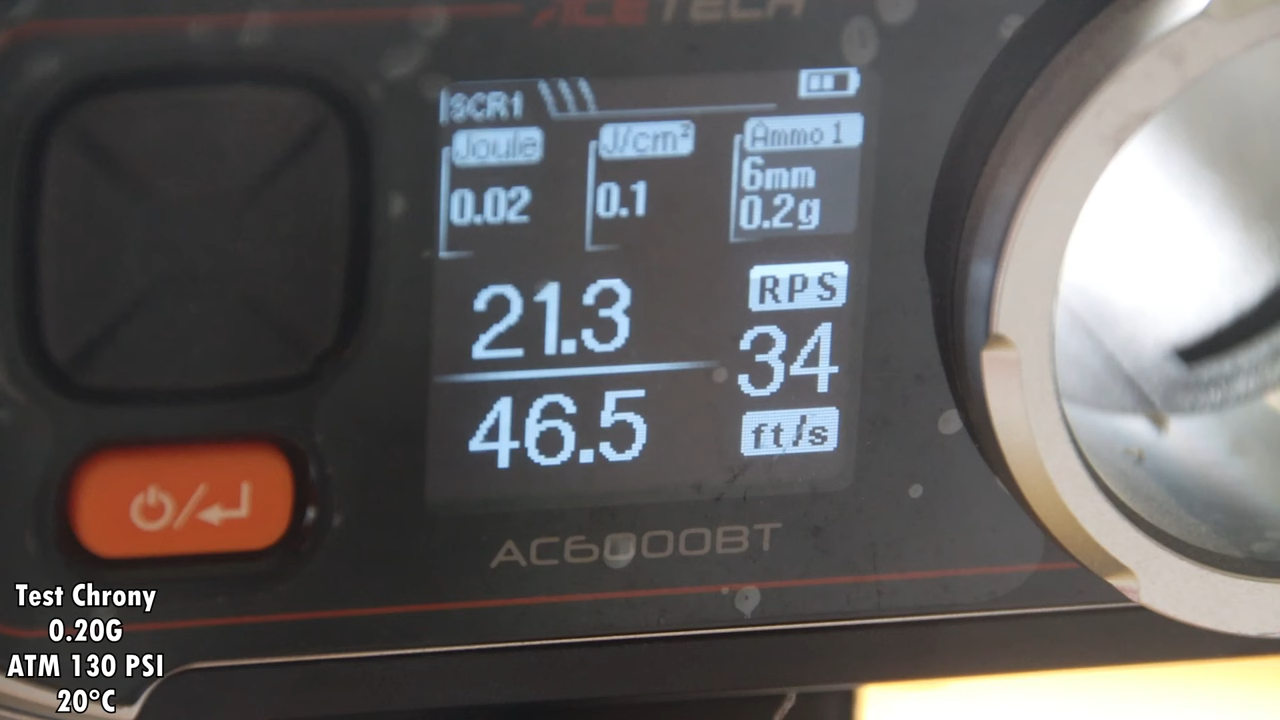 ACETECH
SCR1
Joule
J/cm²
Ammo 1
0.02
0.1
6mm
0.2g
21.3
RPS
34
46.5
ft/s
AC6000BT
Test Chrony
0.20G
ATM 130 PSI
20°C